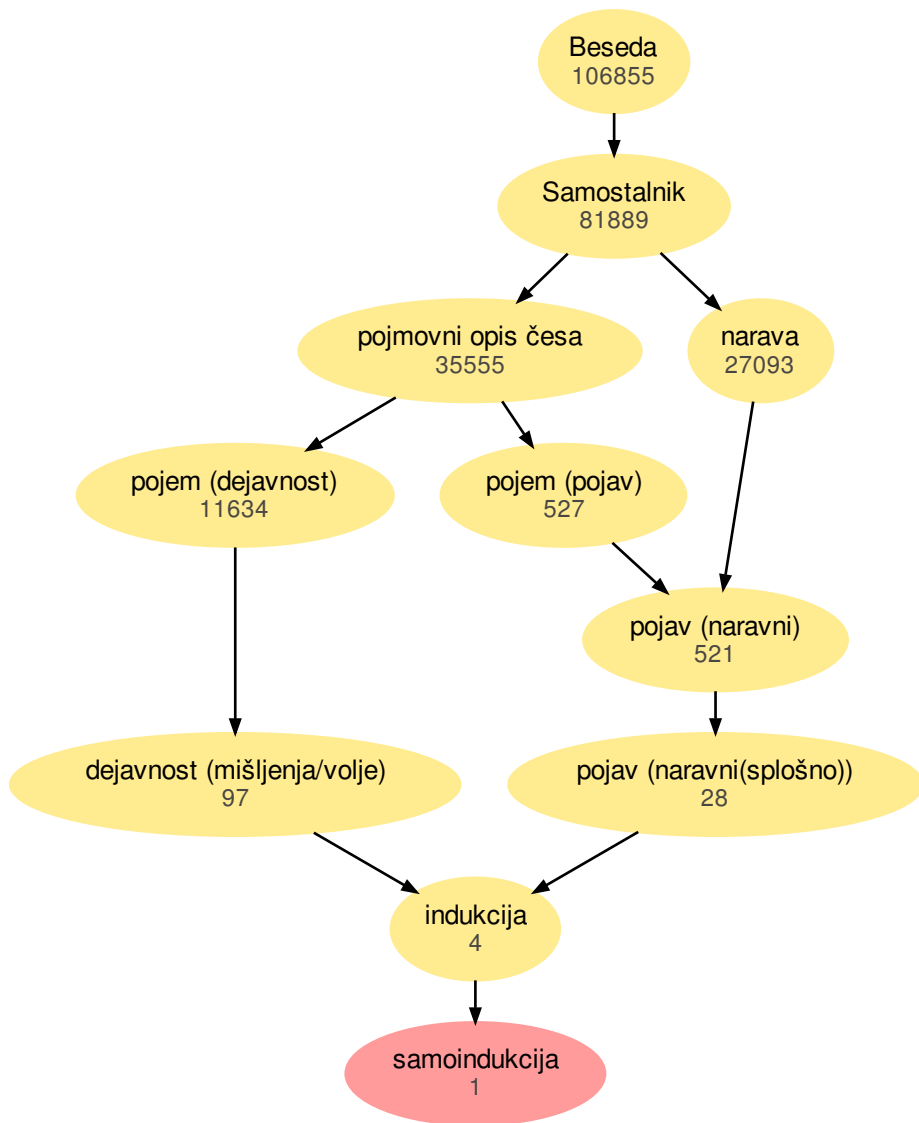 Beseda
106855
Samostalnik
81889
pojmovni opis česa
35555
narava
27093
pojem (dejavnost)
11634
pojem (pojav)
527
pojav (naravni)
521
dejavnost (mišljenja/volje)
97
pojav (naravni(splošno))
28
indukcija
4
samoindukcija
1